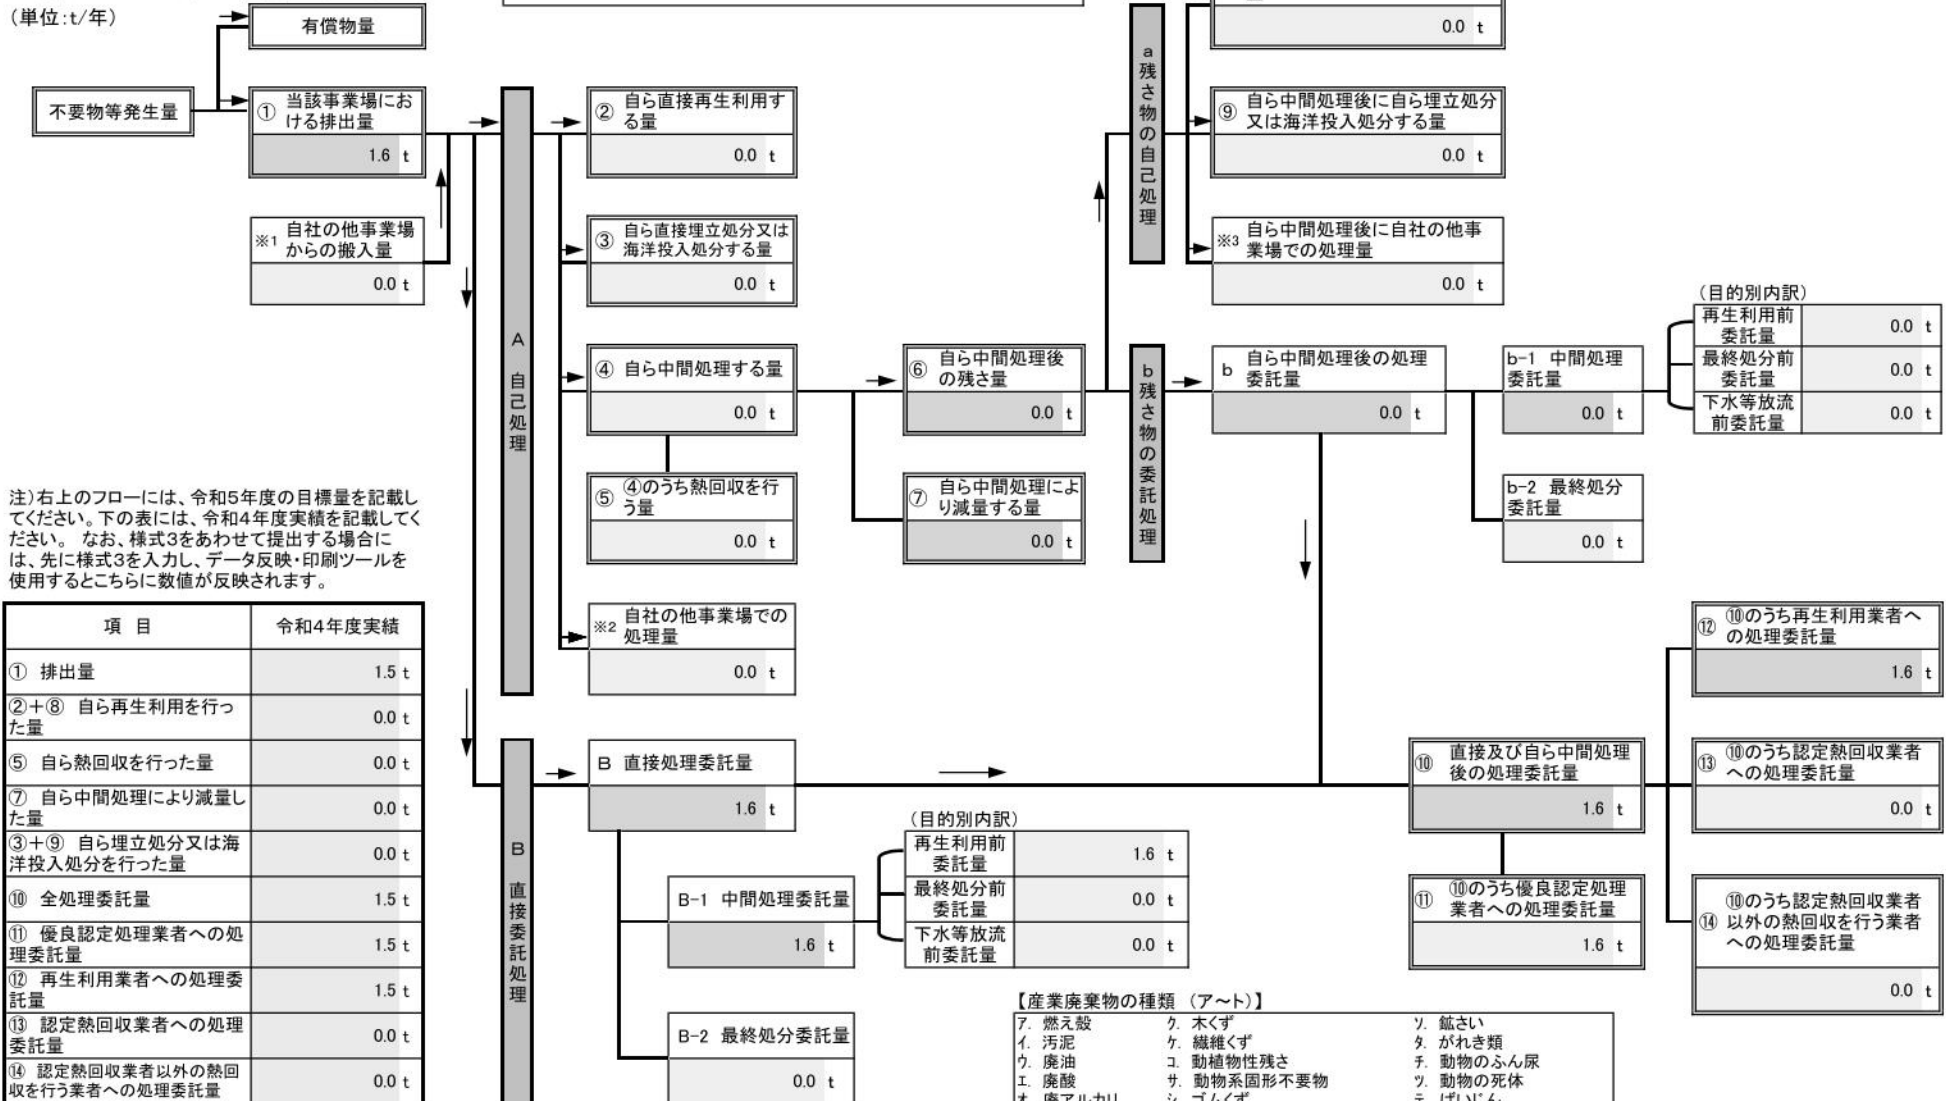 (単位:t/年)
有償物量
0.0 t
不要物等発生量
① 当該事業場にお
ける排出量
1.6 t
※1 自社の他事業場
からの搬入量
0.0 t
A 自己処理
② 自ら直接再生利用す
る量
0.0 t
③ 自ら直接埋立処分又は
海洋投入処分する量
0.0 t
④ 自ら中間処理する量
0.0 t
⑤ ④のうち熱回収を行
う量
0.0 t
※2 自社の他事業場での
処理量
0.0 t
⑥ 自ら中間処理後
の残さ量
0.0 t
⑦ 自ら中間処理によ
り減量する量
0.0 t
a 残さ物の自己処理
⑨ 自ら中間処理後に自ら埋立処分
又は海洋投入処分する量
0.0 t
※3 自ら中間処理後に自社の他事
業場での処理量
0.0 t
b 残さ物の委託処理
b 自ら中間処理後の処理
委託量
0.0 t
b-1 中間処理
委託量
0.0 t
(目的別内訳)
再生利用前
委託量
0.0 t
最終処分前
委託量
0.0 t
下水等放流
前委託量
0.0 t
b-2 最終処分
委託量
0.0 t
注)右上のフローには、令和5年度の目標量を記載し
てください。下の表には、令和4年度実績を記載してく
ださい。 なお、様式3をあわせて提出する場合に
は、先に様式3を入力し、データ反映・印刷ツールを
使用するとこちらに数値が反映されます。
項 目 令和4年度実績
① 排出量 1.5 t
②+⑧ 自ら再生利用を行っ
た量 0.0 t
⑤ 自ら熱回収を行った量 0.0 t
⑦ 自ら中間処理により減量し
た量 0.0 t
③+⑨ 自ら埋立処分又は海
洋投入処分を行った量 0.0 t
⑩ 全処理委託量 1.5 t
⑪ 優良認定処理業者への処
理委託量 1.5 t
⑫ 再生利用業者への処理委
託量 1.5 t
⑬ 認定熱回収業者への処理
委託量 0.0 t
⑭ 認定熱回収業者以外の熱回
収を行う業者への処理委託量 0.0 t
B 直接委託処理
B 直接処理委託量
1.6 t
B-1 中間処理委託量
1.6 t
(目的別内訳)
再生利用前
委託量
1.6 t
最終処分前
委託量
0.0 t
下水等放流
前委託量
0.0 t
B-2 最終処分委託量
0.0 t
⑩ 直接及び自ら中間処理
後の処理委託量
1.6 t
⑪ ⑩のうち優良認定処理
業者への処理委託量
1.6 t
⑫ ⑩のうち再生利用業者へ
の処理委託量
1.6 t
⑬ ⑩のうち認定熱回収業者
への処理委託量
0.0 t
⑭ ⑩のうち認定熱回収業者
以外の熱回収を行う業者
への処理委託量
0.0 t
【産業廃棄物の種類 (ア~ト)】
ア. 燃え殻 ク. 木くず ソ. 鉱さい
イ. 汚泥 ケ. 繊維くず タ. がれき類
ウ. 廃油 コ. 動植物性残さ チ. 動物のふん尿
エ. 廃酸 サ. 動物系固形不要物 ツ. 動物の死体
オ. 廃アルカリ シ. ゴムくず テ. ばいじん